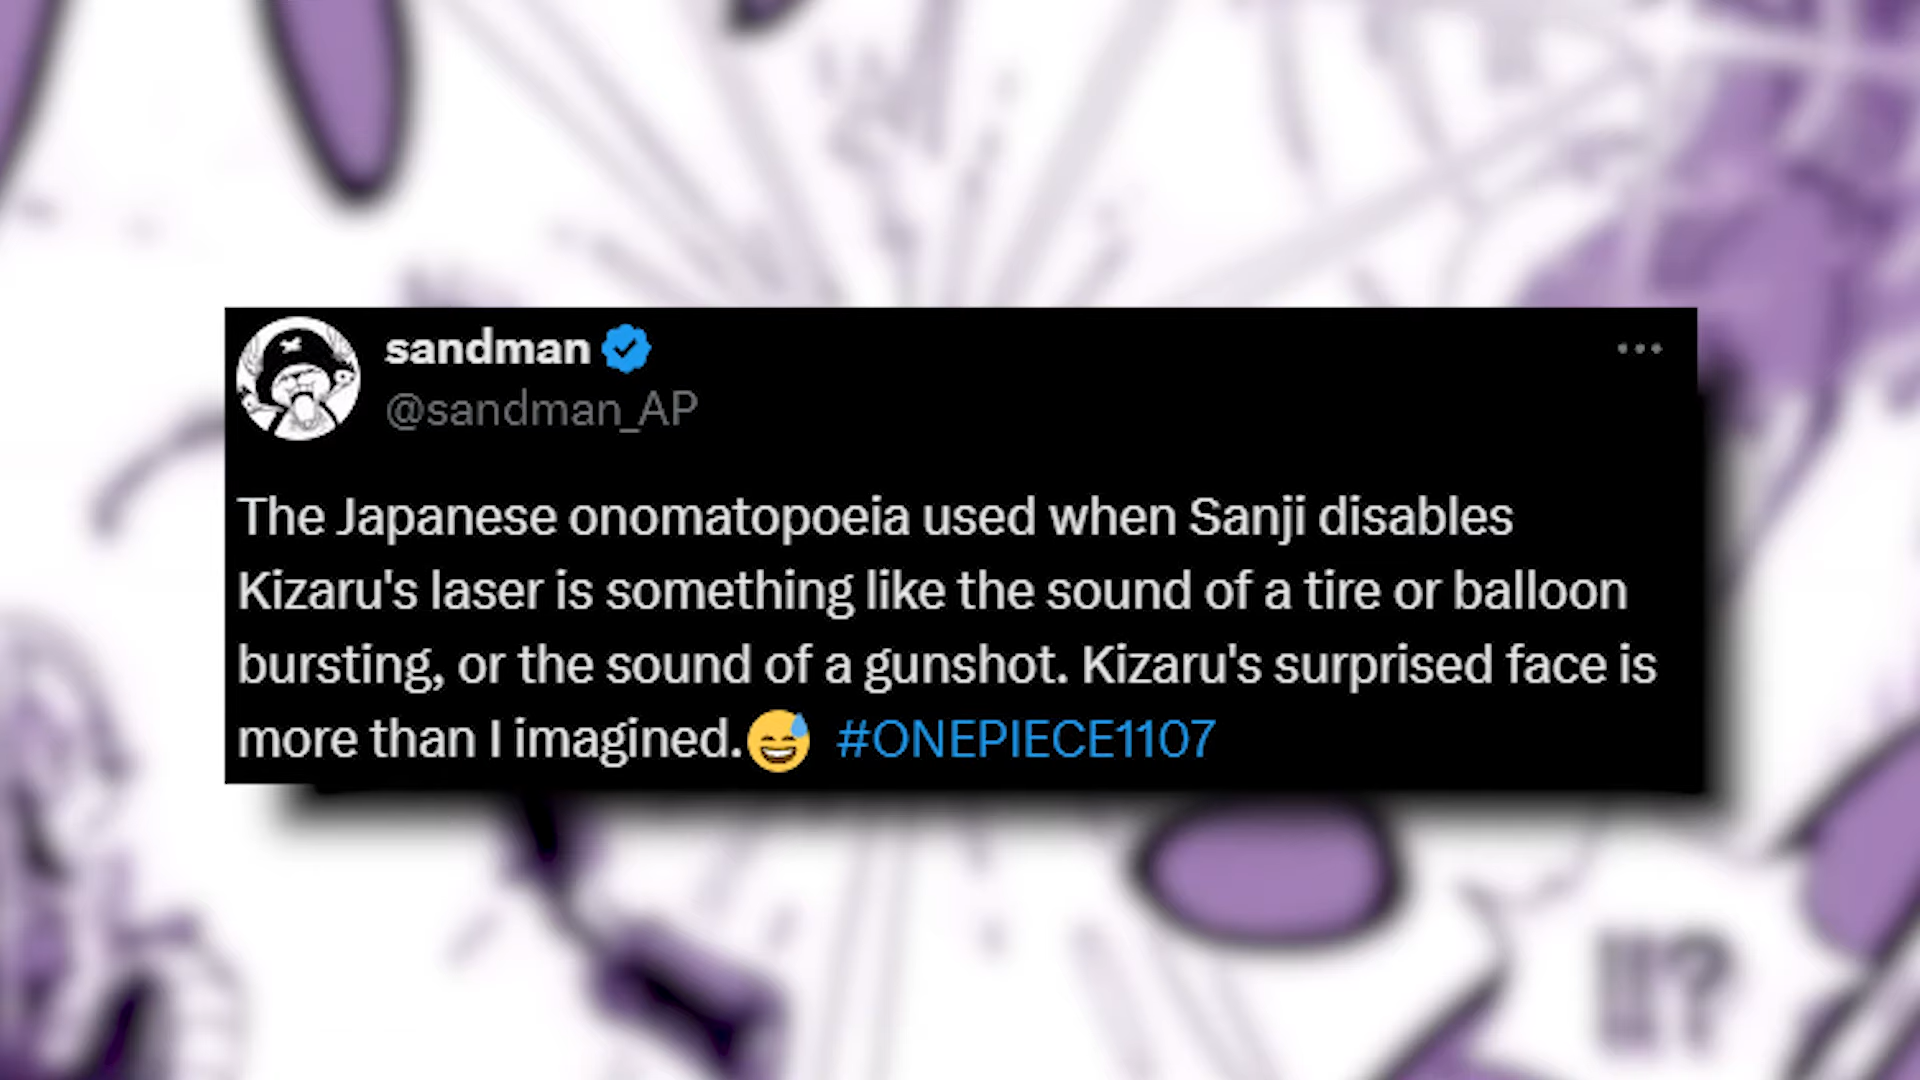 sandman
@sandman_AP
The Japanese onomatopoeia used when Sanji disables
Kizaru's laser is something like the sound of a tire or balloon
bursting, or the sound of a gunshot. Kizaru's surprised face is
more than I imagined.😅 #ONEPIECE1107
!!?